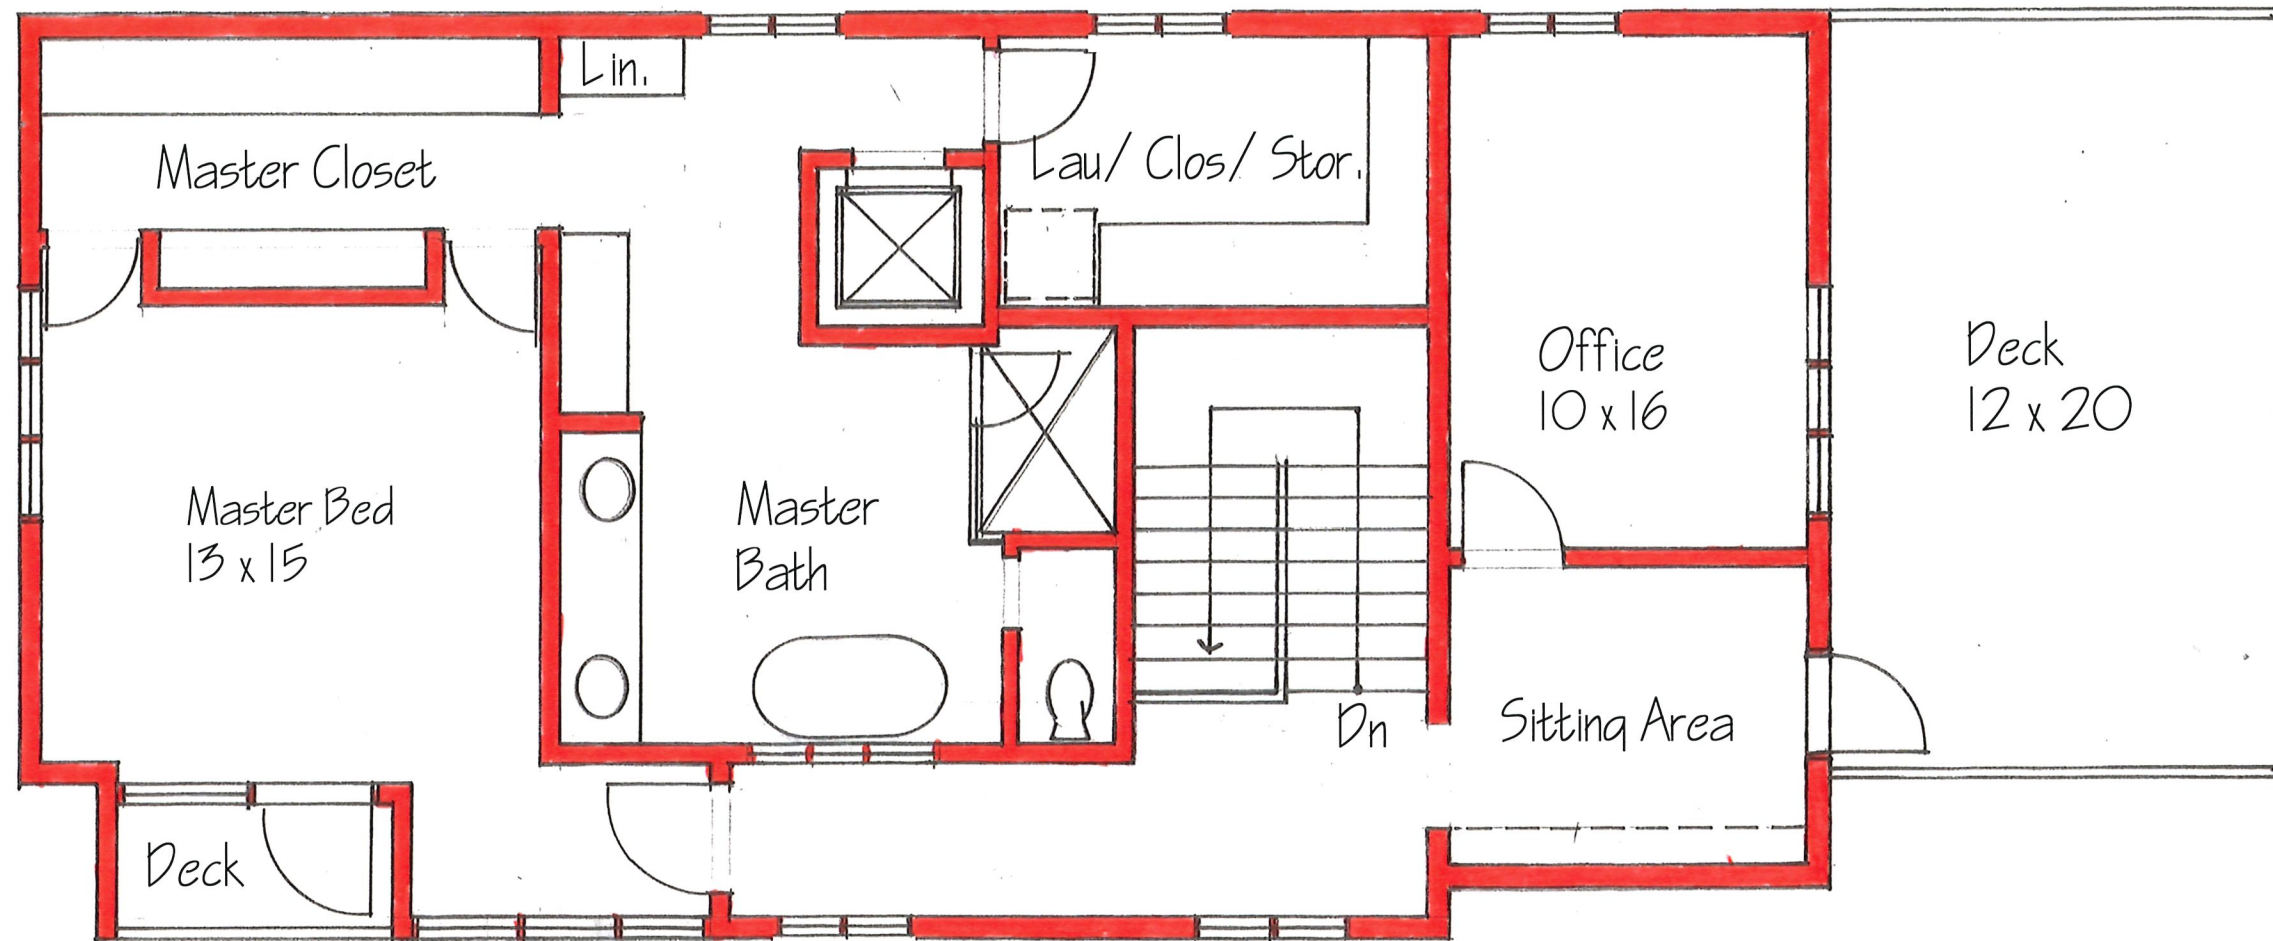 Lin.
Master Closet
Lau/ Clos/ Stor.
Office
10 x 16
Deck
12 x 20
Master Bed
13 x 15
Master
Bath
Dn
Sitting Area
Deck